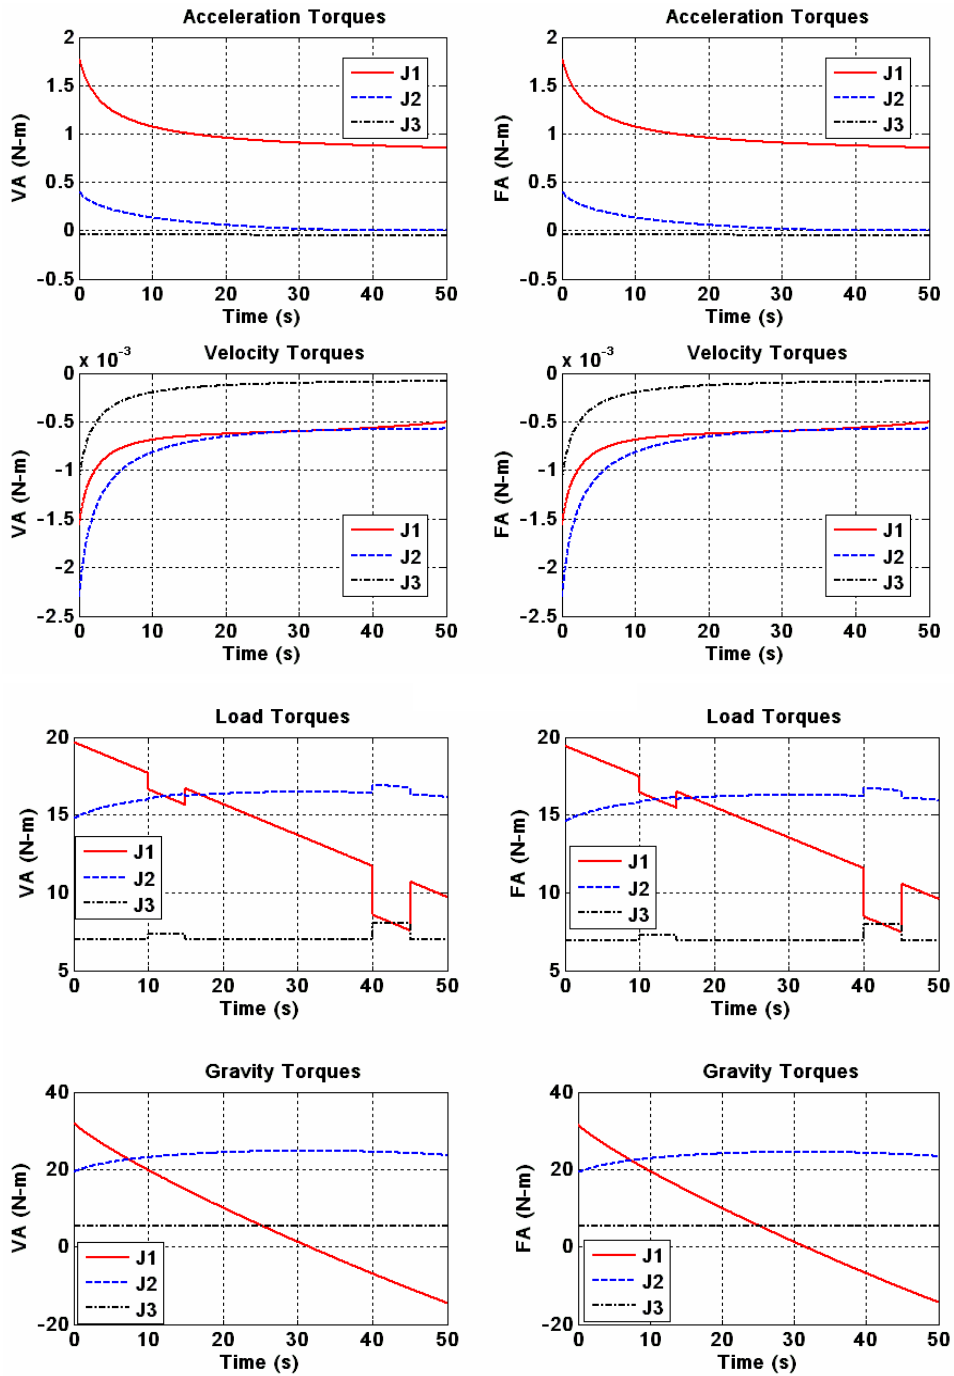 Acceleration Torques
VA (N-m)
2
1.5
1
0.5
0
-0.5
J1
J2
J3
0 10 20 30 40 50
Time (s)
Acceleration Torques
FA (N-m)
2
1.5
1
0.5
0
-0.5
J1
J2
J3
0 10 20 30 40 50
Time (s)
x 10⁻³
Velocity Torques
VA (N-m)
0
-0.5
-1
-1.5
-2
-2.5
J1
J2
J3
0 10 20 30 40 50
Time (s)
x 10⁻³
Velocity Torques
FA (N-m)
0
-0.5
-1
-1.5
-2
-2.5
J1
J2
J3
0 10 20 30 40 50
Time (s)
Load Torques
VA (N-m)
20
15
10
5
J1
J2
J3
0 10 20 30 40 50
Time (s)
Load Torques
FA (N-m)
20
15
10
5
J1
J2
J3
0 10 20 30 40 50
Time (s)
Gravity Torques
VA (N-m)
40
20
0
-20
J1
J2
J3
0 10 20 30 40 50
Time (s)
Gravity Torques
FA (N-m)
40
20
0
-20
J1
J2
J3
0 10 20 30 40 50
Time (s)